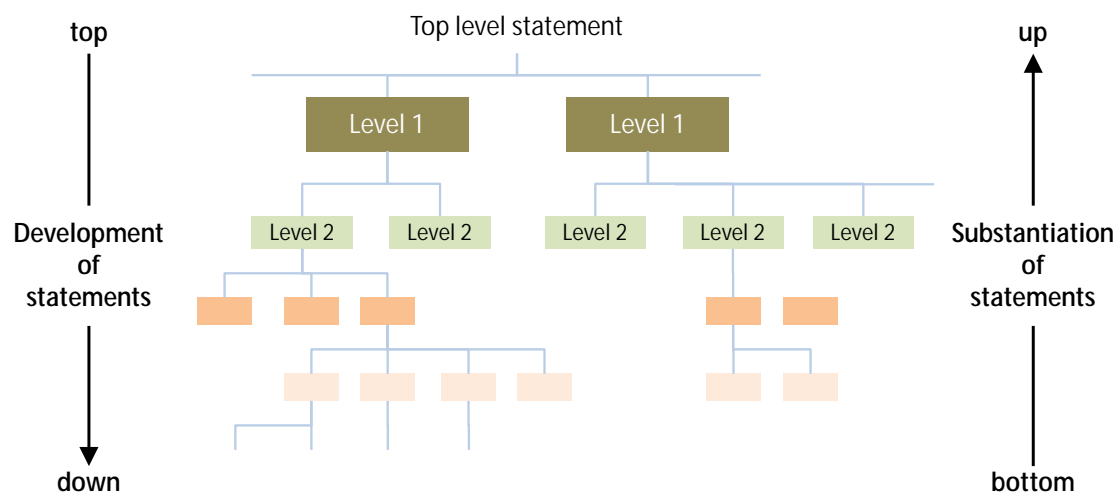 top
Top level statement
up
Level 1
Level 1
Level 2
Level 2
Level 2
Level 2
Level 2
Development
of
statements
Substantiation
of
statements
down
bottom